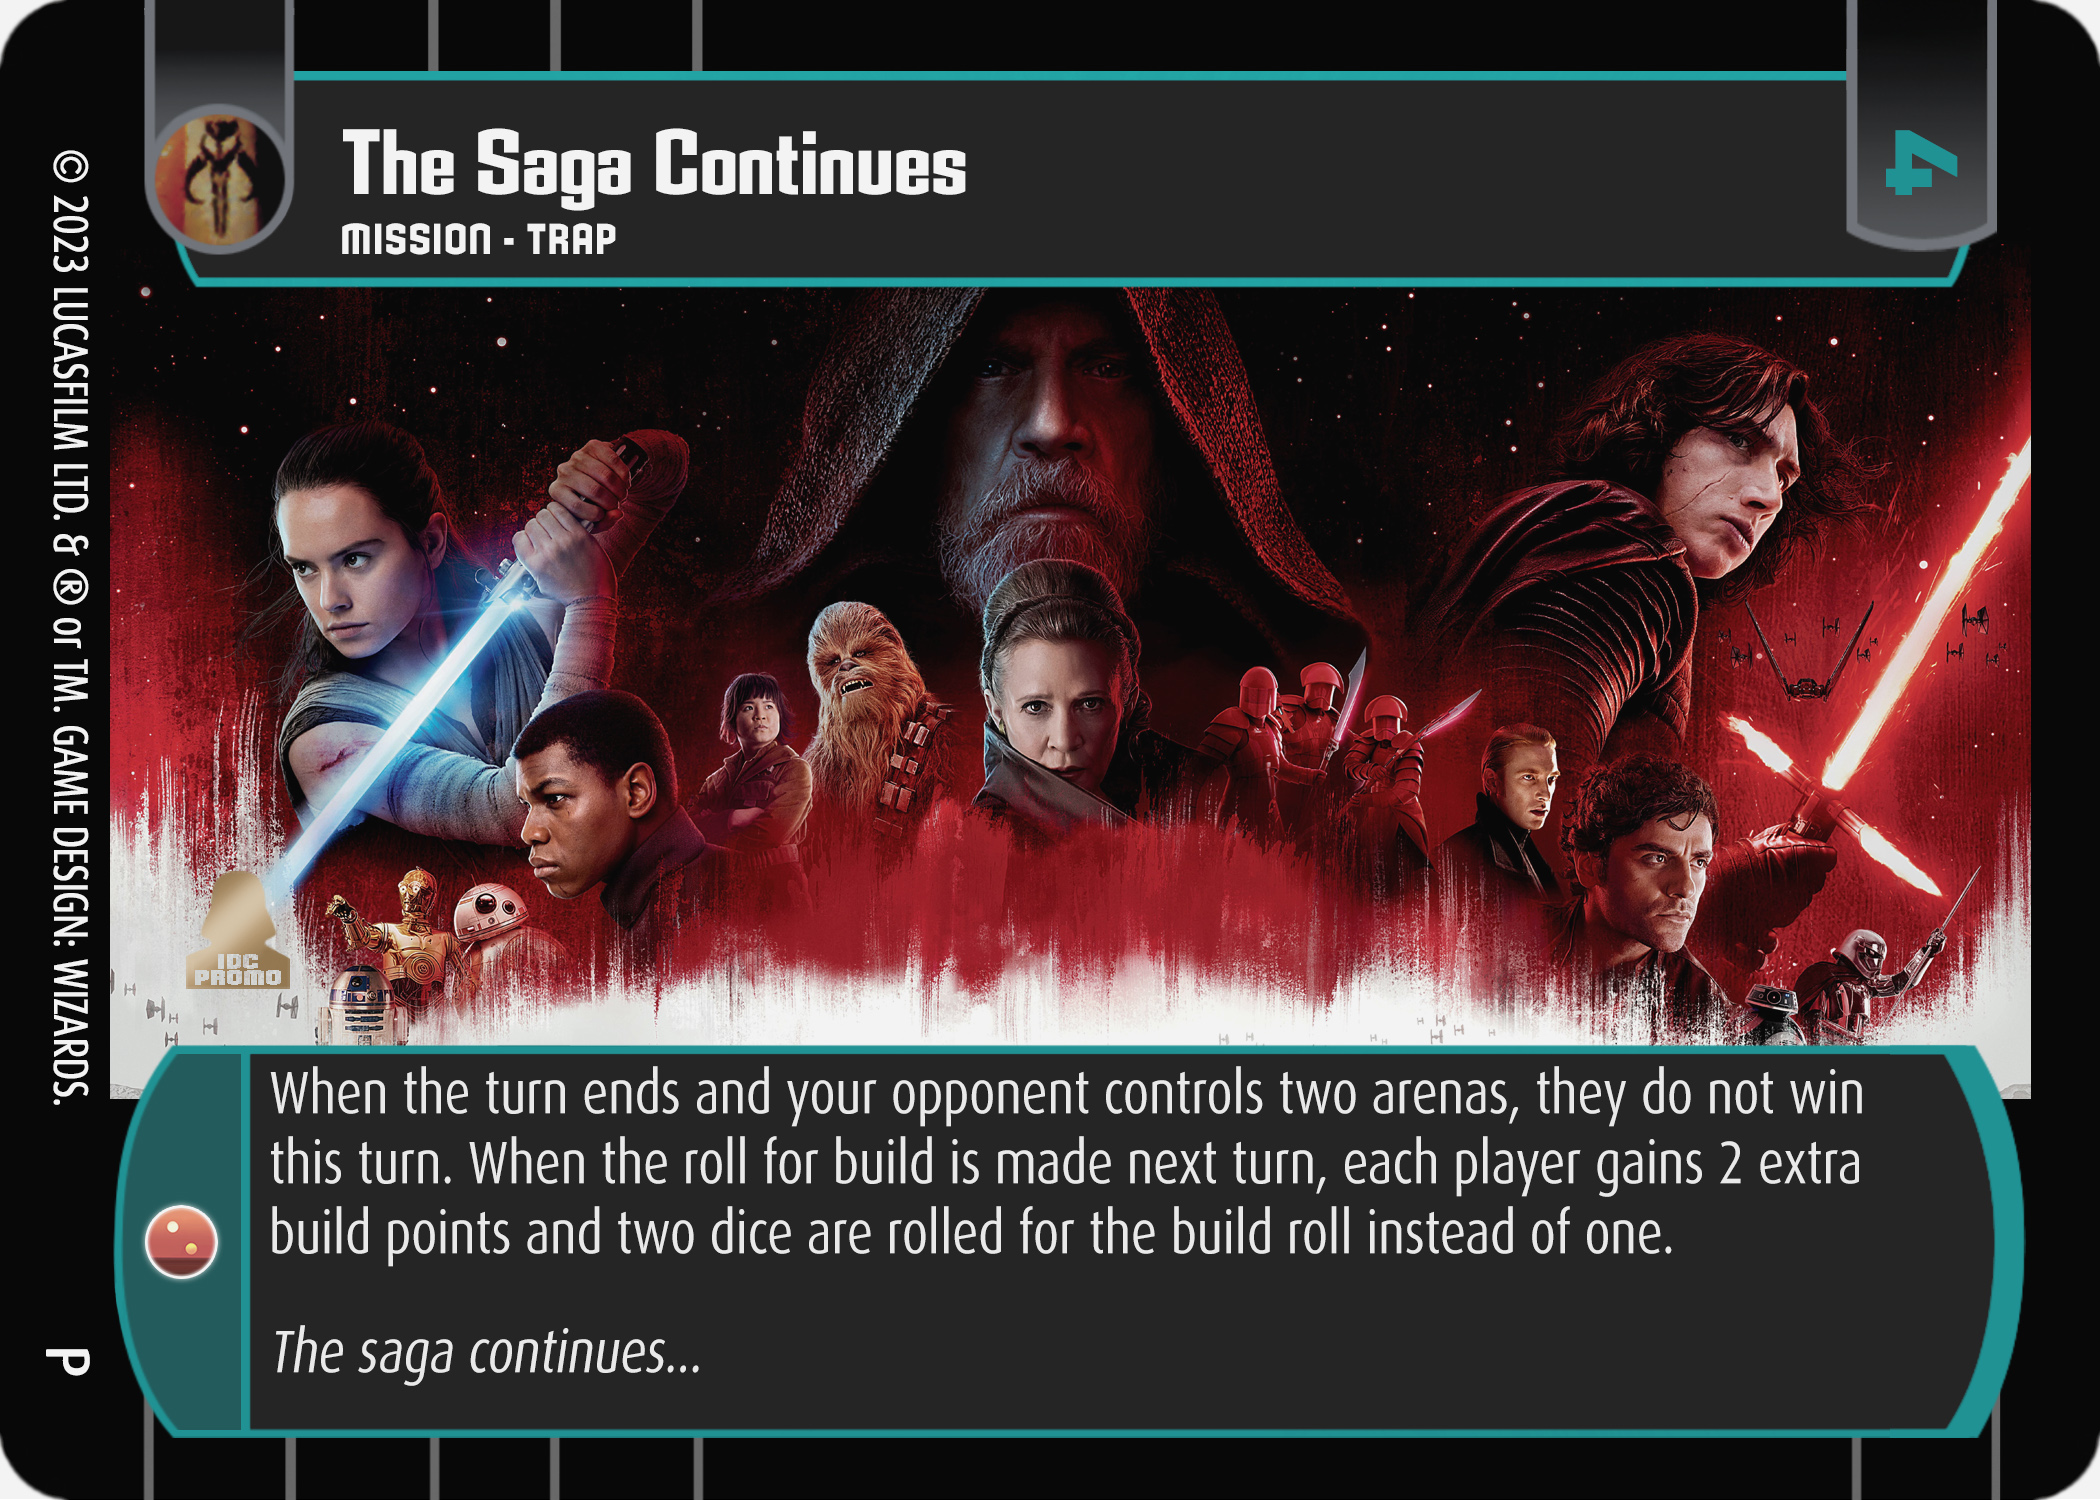 The Saga Continues
MISSION - TRAP
4
© 2023 LUCASFILM LTD. & ® or TM. GAME DESIGN: WIZARDS.
P
IDC
PROMO
When the turn ends and your opponent controls two arenas, they do not win
this turn. When the roll for build is made next turn, each player gains 2 extra
build points and two dice are rolled for the build roll instead of one.
The saga continues...